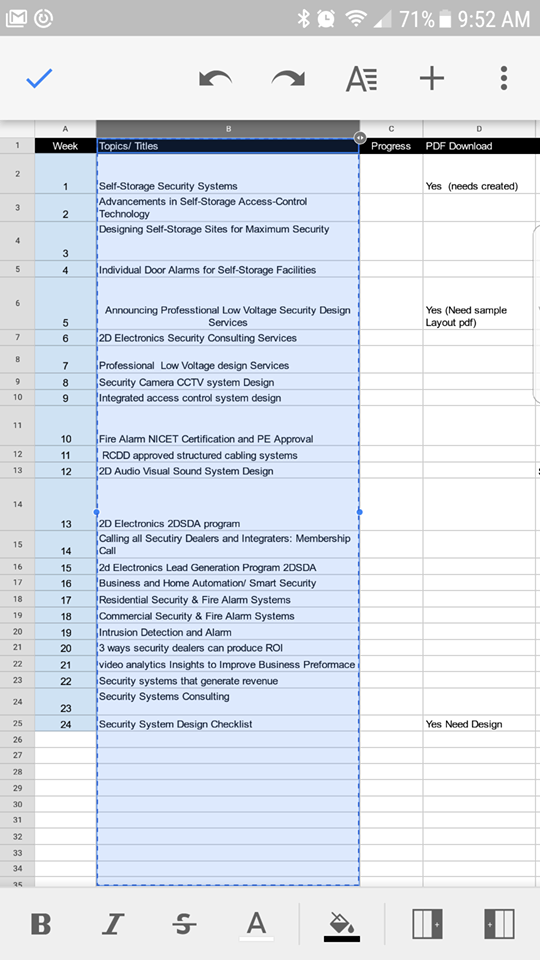 71% 9:52 AM
A B C D
1 Week Topics/ Titles Progress PDF Download
2 1 Self-Storage Security Systems Yes (needs created)
3 2 Advancements in Self-Storage Access-Control
Technology
4 3 Designing Self-Storage Sites for Maximum Security
5 4 Individual Door Alarms for Self-Storage Facilities
6 5 Announcing Professtional Low Voltage Security Design
Services
Yes (Need sample
Layout pdf)
7 6 2D Electronics Security Consulting Services
8 7 Professional Low Voltage design Services
9 8 Security Camera CCTV system Design
10 9 Integrated access control system design
11 10 Fire Alarm NICET Certification and PE Approval
12 11 RCDD approved structured cabling systems
13 12 2D Audio Visual Sound System Design
14 13 2D Electronics 2DSDA program
15 14 Calling all Secutiry Dealers and Integraters: Membership
Call
16 15 2d Electronics Lead Generation Program 2DSDA
17 16 Business and Home Automation/ Smart Security
18 17 Residential Security & Fire Alarm Systems
19 18 Commercial Security & Fire Alarm Systems
20 19 Intrusion Detection and Alarm
21 20 3 ways security dealers can produce ROI
22 21 video analytics Insights to Improve Business Preformace
23 22 Security systems that generate revenue
24 23 Security Systems Consulting
25 24 Security System Design Checklist Yes Need Design
26
27
28
29
30
31
32
33
34
35
B I S A